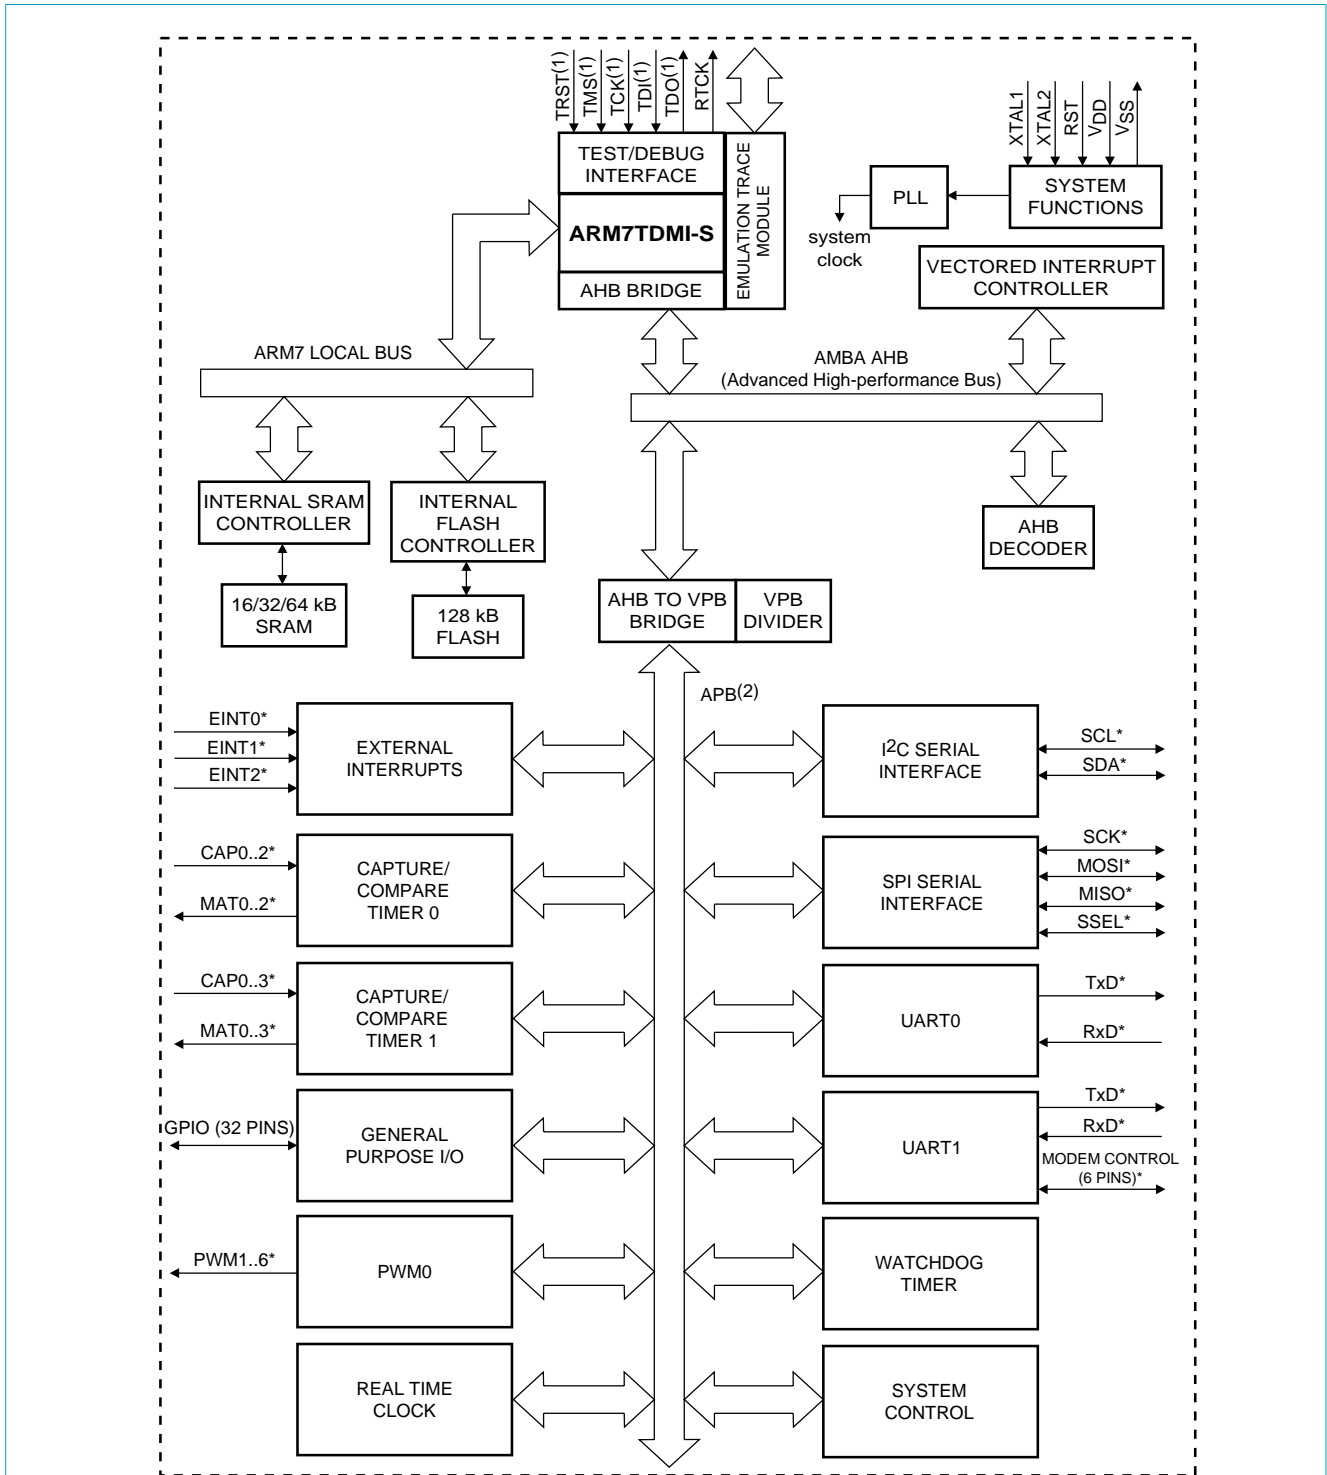 TRST(1)
TMS(1)
TCK(1)
TDI(1)
TDO(1)
RTCK
XTAL1
XTAL2
RST
VDD
VSS
TEST/DEBUG
INTERFACE
EMULATION TRACE
MODULE
PLL
SYSTEM
FUNCTIONS
ARM7TDMI-S
system
clock
AHB BRIDGE
VECTORED INTERRUPT
CONTROLLER
ARM7 LOCAL BUS
AMBA AHB
(Advanced High-performance Bus)
INTERNAL SRAM
CONTROLLER
INTERNAL
FLASH
CONTROLLER
AHB
DECODER
16/32/64 kB
SRAM
128 kB
FLASH
AHB TO VPB
BRIDGE
VPB
DIVIDER
APB(2)
EINT0*
EINT1*
EINT2*
EXTERNAL
INTERRUPTS
I2C SERIAL
INTERFACE
SCL*
SDA*
CAP0..2*
MAT0..2*
CAPTURE/
COMPARE
TIMER 0
SPI SERIAL
INTERFACE
SCK*
MOSI*
MISO*
SSEL*
CAP0..3*
MAT0..3*
CAPTURE/
COMPARE
TIMER 1
UART0
TxD*
RxD*
GPIO (32 PINS)
GENERAL
PURPOSE I/O
UART1
TxD*
RxD*
MODEM CONTROL
(6 PINS)*
PWM1..6*
PWM0
WATCHDOG
TIMER
REAL TIME
CLOCK
SYSTEM
CONTROL